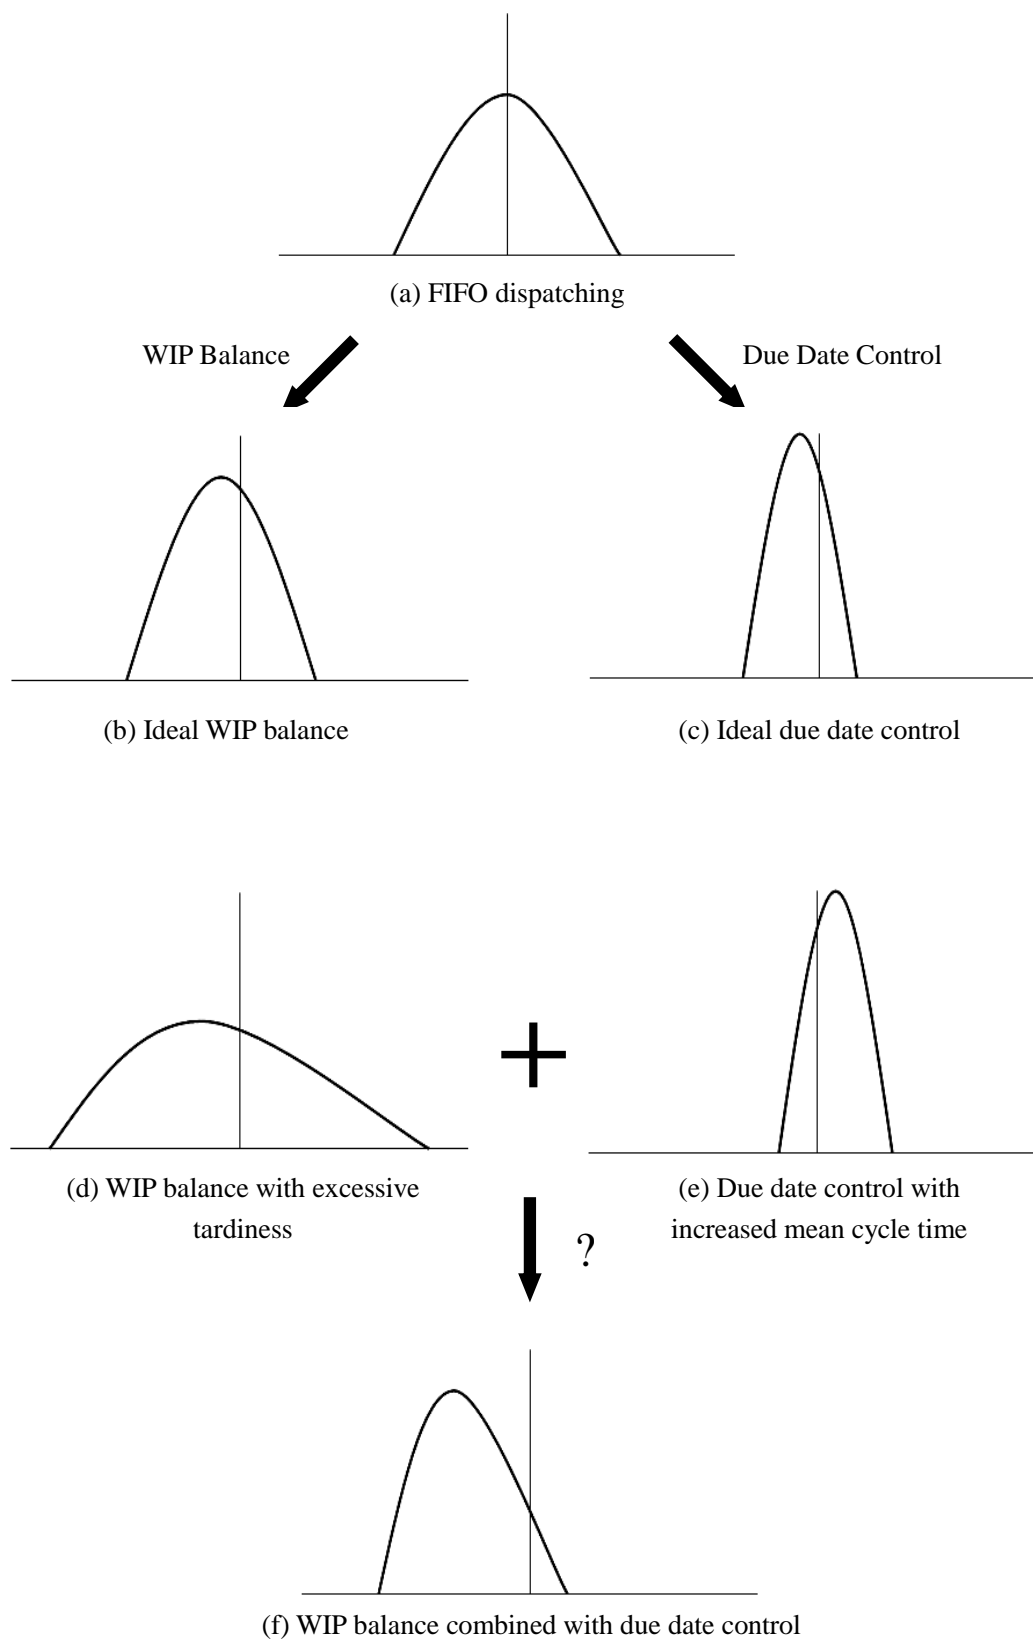 (a) FIFO dispatching
WIP Balance
Due Date Control
(b) Ideal WIP balance
(c) Ideal due date control
(d) WIP balance with excessive
tardiness
(e) Due date control with
increased mean cycle time
?
(f) WIP balance combined with due date control